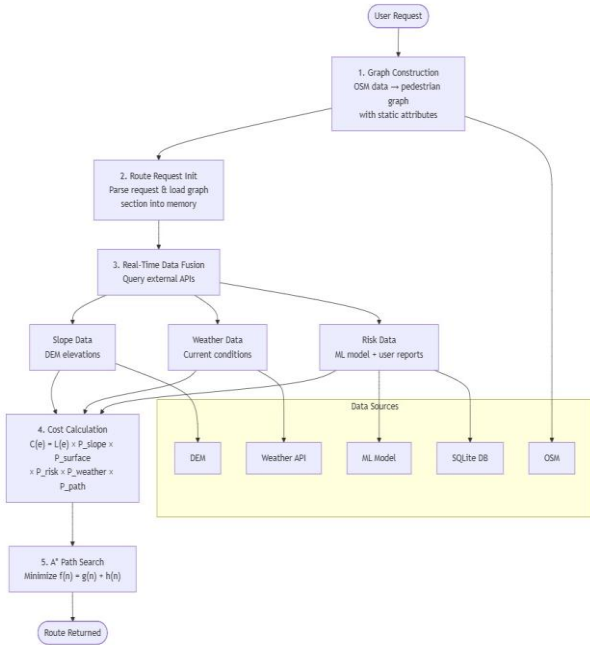 User Request
1. Graph Construction
OSM data → pedestrian
graph
with static attributes
2. Route Request Init
Parse request & load graph
section into memory
3. Real-Time Data Fusion
Query external APIs
Slope Data
DEM elevations
Weather Data
Current conditions
Risk Data
ML model + user reports
Data Sources
4. Cost Calculation
C(e) = L(e) × P_slope ×
P_surface
× P_risk × P_weather ×
P_path
DEM
Weather API
ML Model
SQLite DB
OSM
5. A* Path Search
Minimize f(n) = g(n) + h(n)
Route Returned